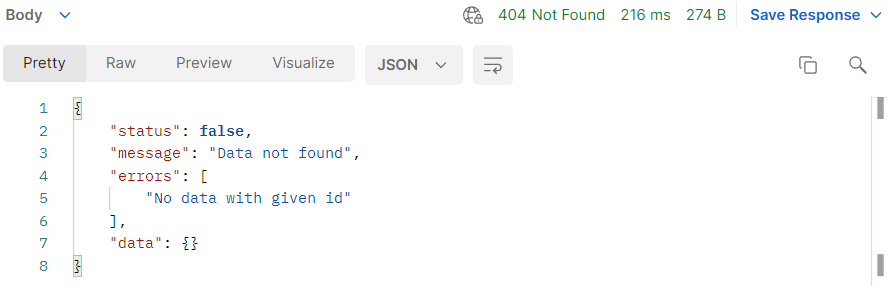 Body 404 Not Found 216 ms 274 B Save Response
Pretty Raw Preview Visualize JSON
1 {
2 "status": false,
3 "message": "Data not found",
4 "errors": [
5 "No data with given id"
6 ],
7 "data": {}
8 }